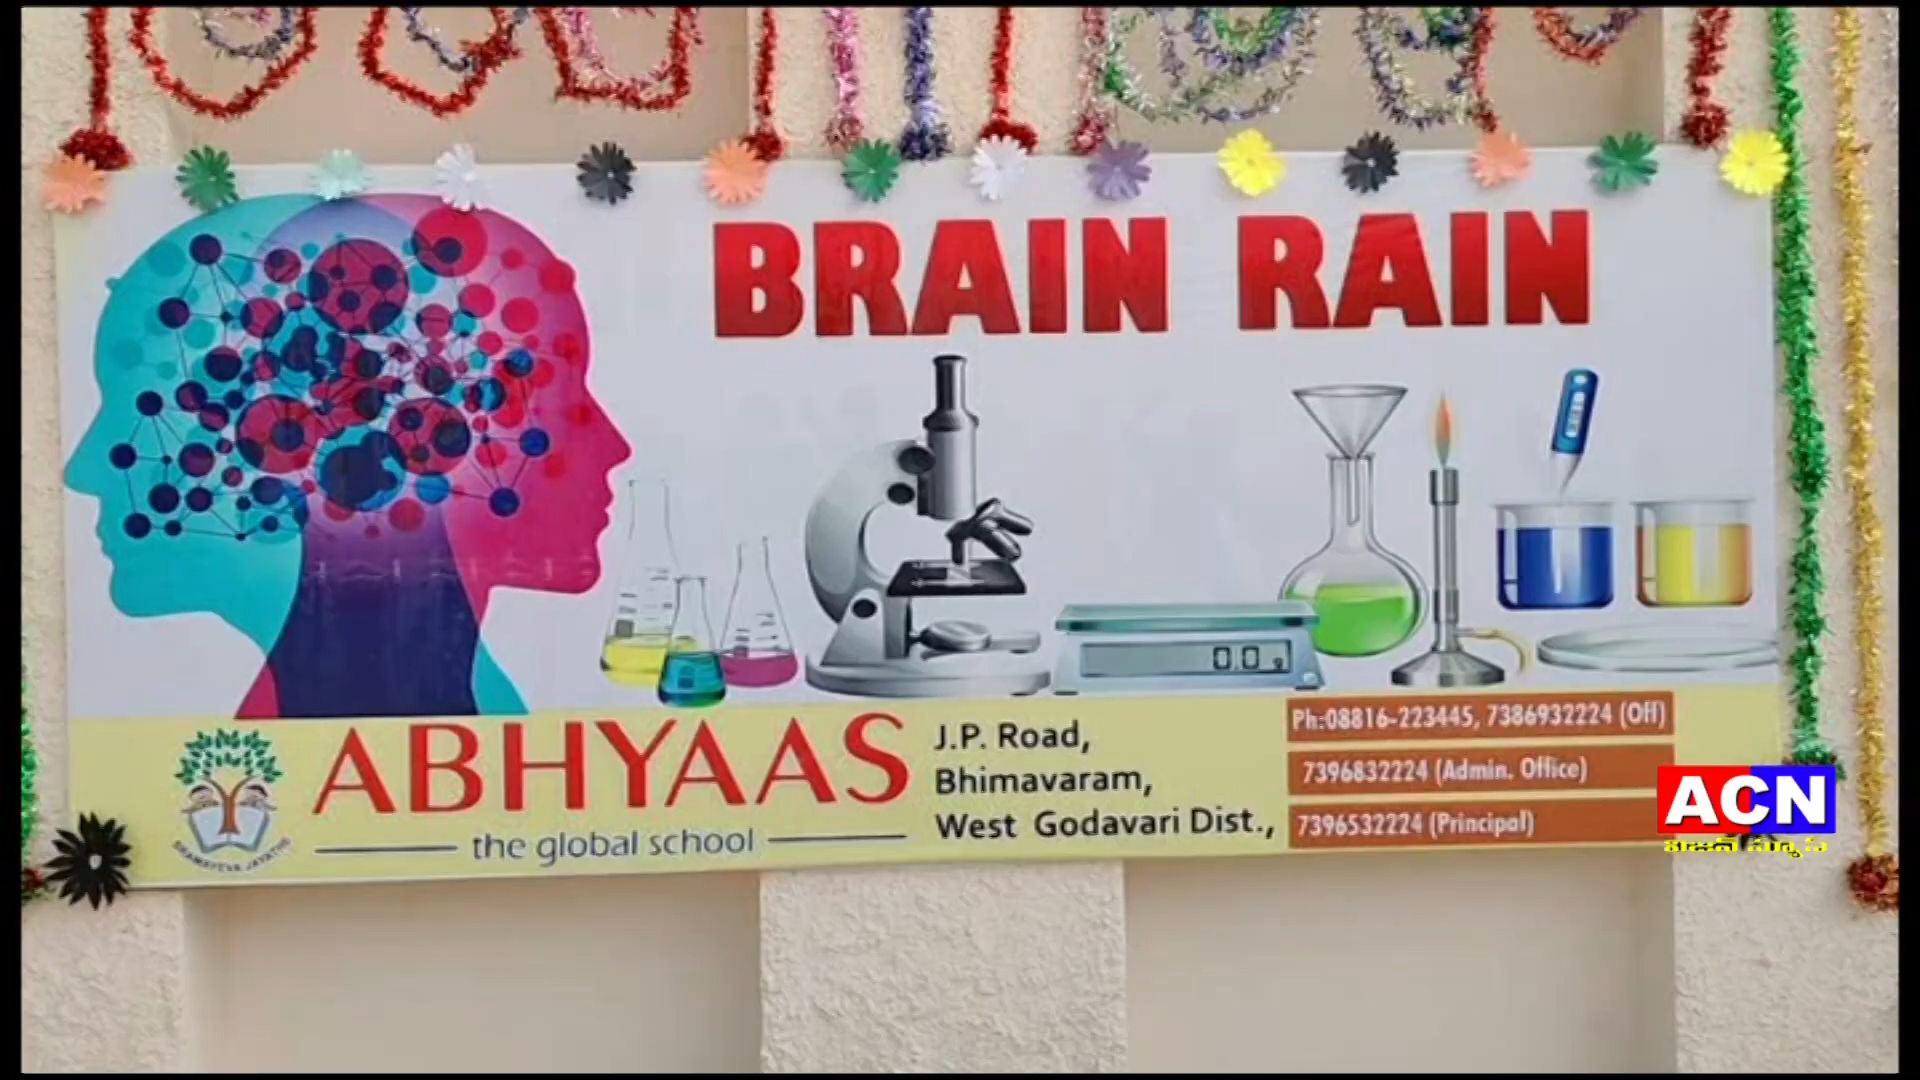 BRAIN RAIN
0.0
ABHYAAS
the global school
J.P. Road,
Bhimavaram,
West Godavari Dist.,
Ph:08816-223445, 7386932224 (Off)
7396832224 (Admin. Office)
7396532224 (Principal)
ACN